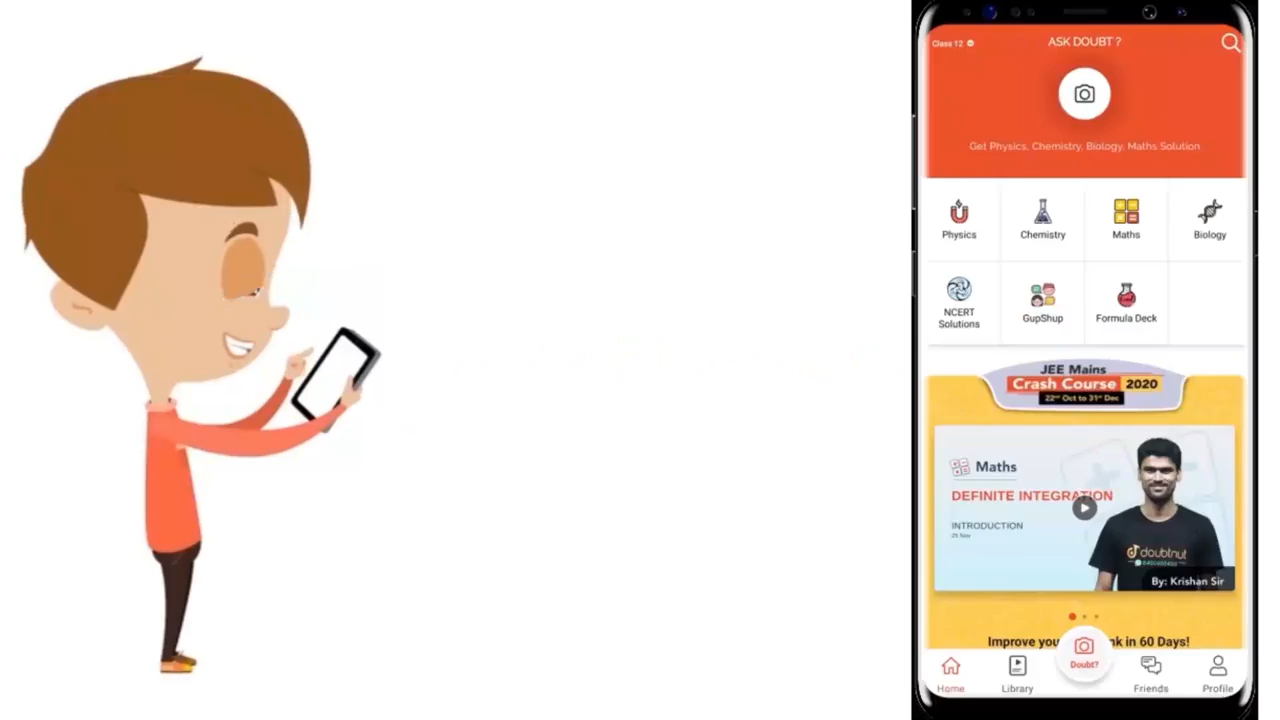 Class 12
ASK DOUBT ?
Get Physics, Chemistry, Biology, Maths Solution
Physics
Chemistry
Maths
Biology
NCERT
Solutions
GupShup
Formula Deck
JEE Mains
Crash Course 2020
22nd Oct to 31st Dec
Maths
DEFINITE INTEGRATION
INTRODUCTION
doubtnut
By: Krishan Sir
Improve you nk in 60 Days!
Doubt?
Home
Library
Friends
Profile